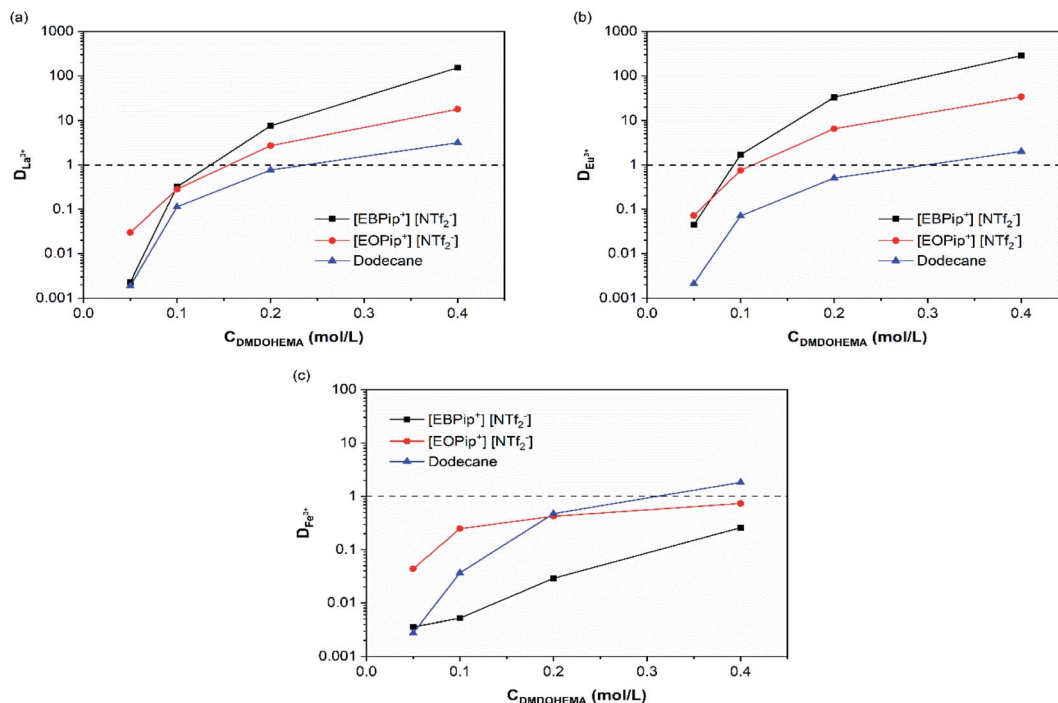 (a)
1000
100
10
1
0.1
0.01
0.001
D La³⁺
[EBPip⁺] [NTf₂⁻]
[EOPip⁺] [NTf₂⁻]
Dodecane
0.0 0.1 0.2 0.3 0.4
C DMDOHEMA (mol/L)
(b)
1000
100
10
1
0.1
0.01
0.001
D Eu³⁺
[EBPip⁺] [NTf₂⁻]
[EOPip⁺] [NTf₂⁻]
Dodecane
0.0 0.1 0.2 0.3 0.4
C DMDOHEMA (mol/L)
(c)
100
10
1
0.1
0.01
0.001
D Fe³⁺
[EBPip⁺] [NTf₂⁻]
[EOPip⁺] [NTf₂⁻]
Dodecane
0.0 0.1 0.2 0.3 0.4
C DMDOHEMA (mol/L)